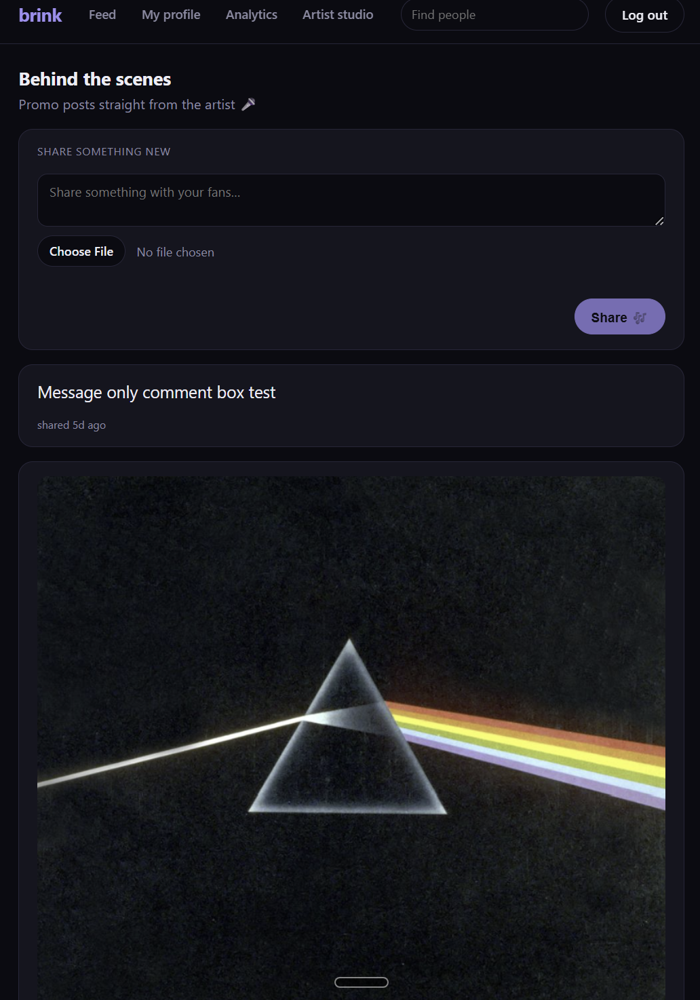 brink
Feed
My profile
Analytics
Artist studio
Find people
Log out
Behind the scenes
Promo posts straight from the artist 🎤
SHARE SOMETHING NEW
Share something with your fans...
Choose File
No file chosen
Share 🎶
Message only comment box test
shared 5d ago